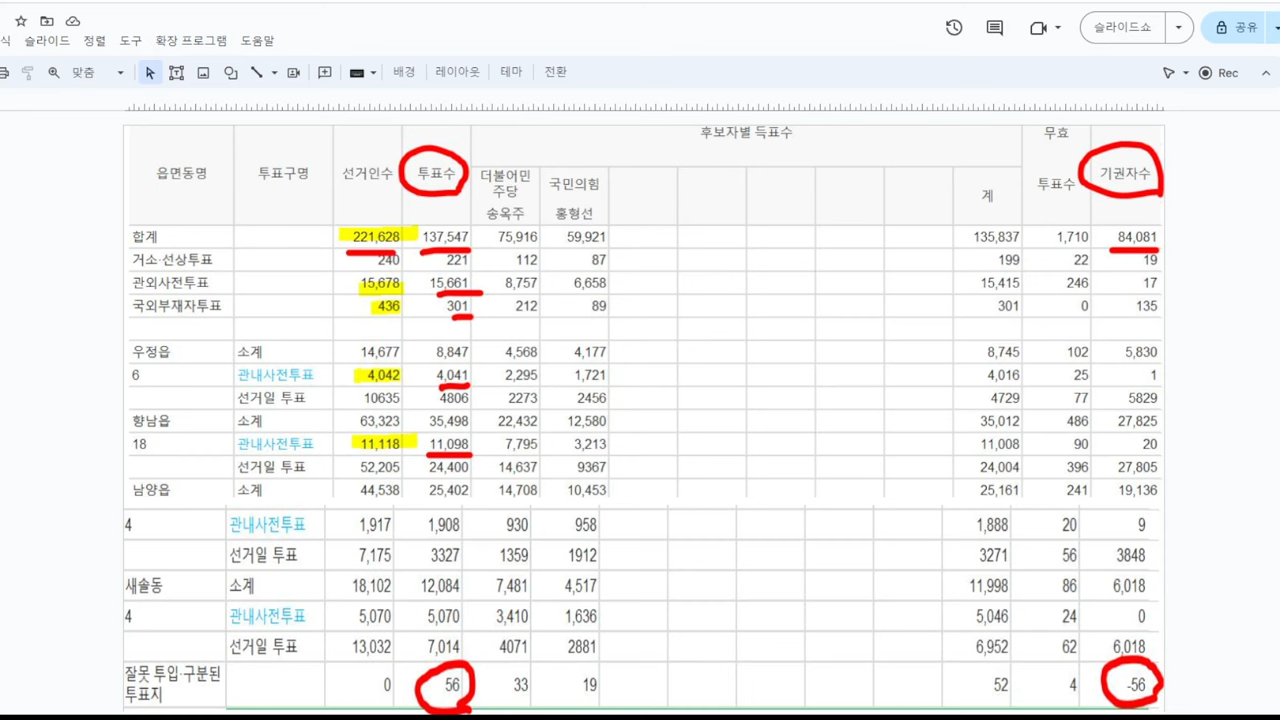 식 슬라이드 정렬 도구 확장 프로그램 도움말
슬라이드쇼 공유
맞춤 배경 레이아웃 테마 전환 Rec
읍면동명 투표구명 선거인수 투표수 후보자별 득표수 무효 투표수 기권자수
더불어민주당 송옥주 국민의힘 홍형선 계
합계 221,628 137,547 75,916 59,921 135,837 1,710 84,081
거소·선상투표 240 221 112 87 199 22 19
관외사전투표 15,678 15,661 8,757 6,658 15,415 246 17
국외부재자투표 436 301 212 89 301 0 135
우정읍 소계 14,677 8,847 4,568 4,177 8,745 102 5,830
6 관내사전투표 4,042 4,041 2,295 1,721 4,016 25 1
선거일 투표 10635 4806 2273 2456 4729 77 5829
향남읍 소계 63,323 35,498 22,432 12,580 35,012 486 27,825
18 관내사전투표 11,118 11,098 7,795 3,213 11,008 90 20
선거일 투표 52,205 24,400 14,637 9367 24,004 396 27,805
남양읍 소계 44,538 25,402 14,708 10,453 25,161 241 19,136
4 관내사전투표 1,917 1,908 930 958 1,888 20 9
선거일 투표 7,175 3327 1359 1912 3271 56 3848
새솔동 소계 18,102 12,084 7,481 4,517 11,998 86 6,018
4 관내사전투표 5,070 5,070 3,410 1,636 5,046 24 0
선거일 투표 13,032 7,014 4071 2881 6,952 62 6,018
잘못 투입·구분된 투표지 0 56 33 19 52 4 -56